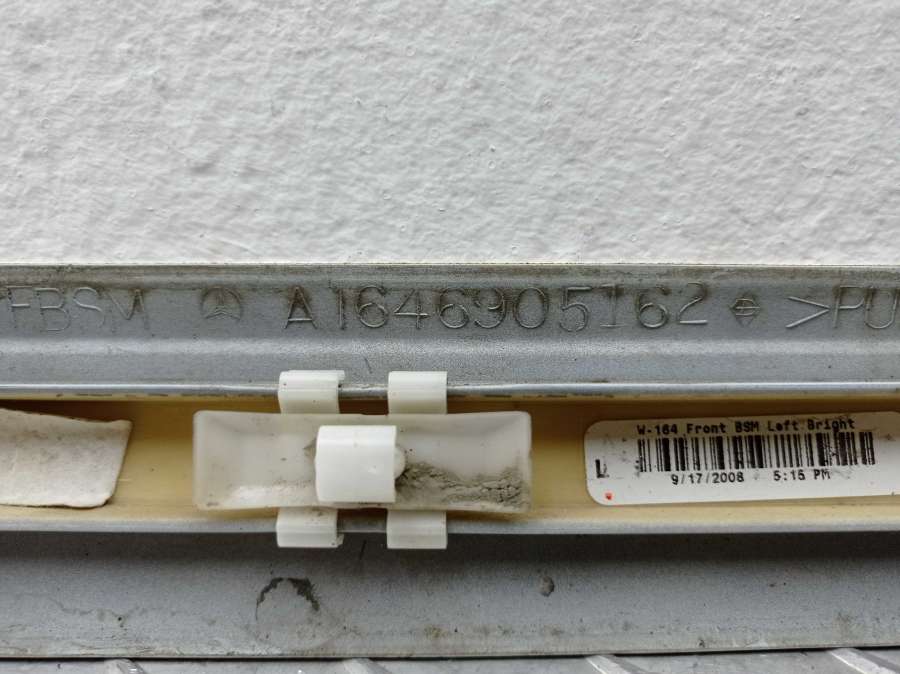 FBSM A1646905162 >PU
W-164 Front BSM Left Bright
L
9/17/2008 5:15 PM